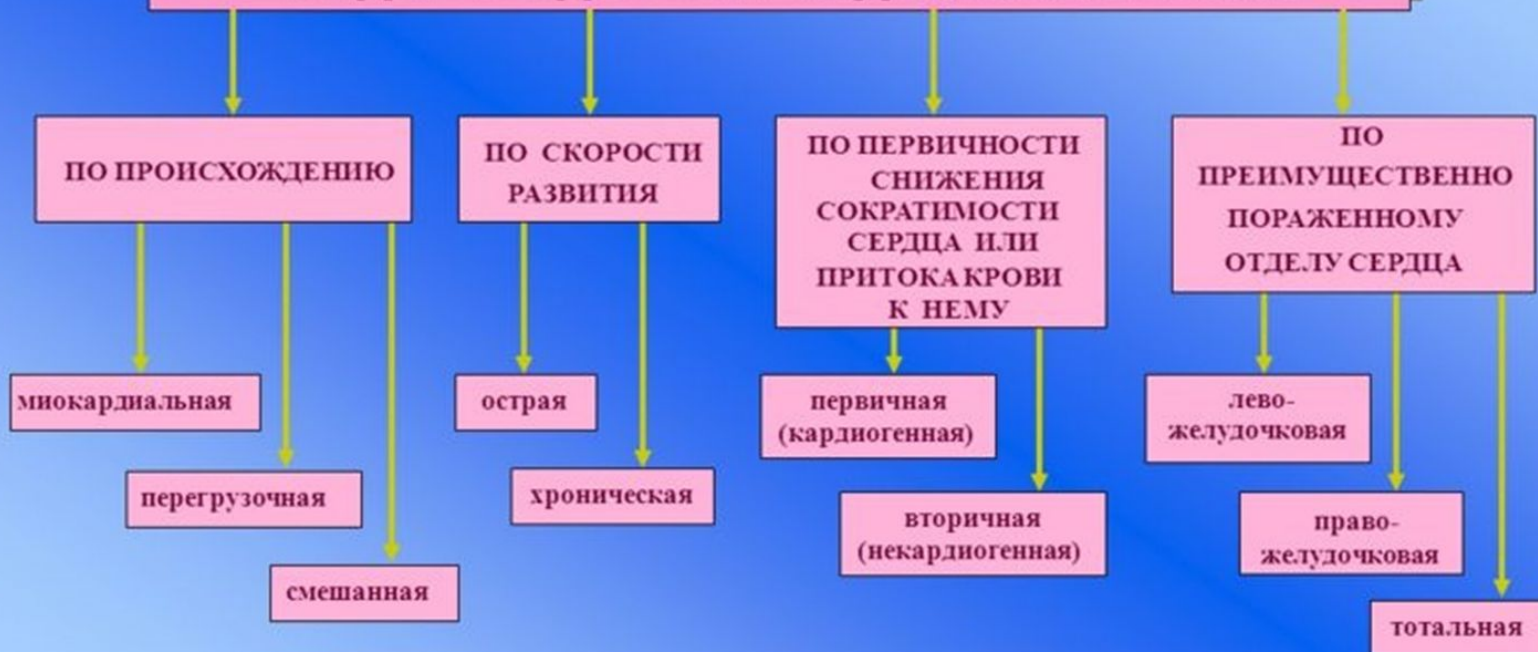 ПО ПРОИСХОЖДЕНИЮ
ПО СКОРОСТИ
РАЗВИТИЯ
ПО ПЕРВИЧНОСТИ
СНИЖЕНИЯ
СОКРАТИМОСТИ
СЕРДЦА ИЛИ
ПРИТОКА КРОВИ
К НЕМУ
ПО
ПРЕИМУЩЕСТВЕННО
ПОРАЖЕННОМУ
ОТДЕЛУ СЕРДЦА
миокардиальная
перегрузочная
смешанная
острая
хроническая
первичная
(кардиогенная)
вторичная
(некардиогенная)
лево-
желудочковая
право-
желудочковая
тотальная